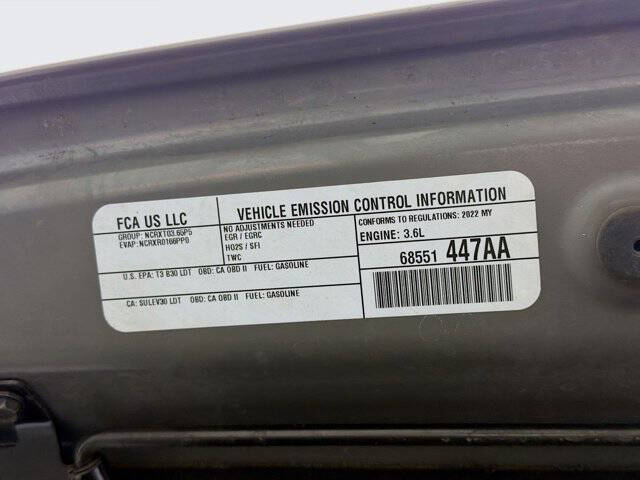 FCA US LLC
GROUP: NCRXT03.65P5
EVAP: NCRXR0166PP0
VEHICLE EMISSION CONTROL INFORMATION
NO ADJUSTMENTS NEEDED
EGR / EGRC
HO2S / SFI
TWC
CONFORMS TO REGULATIONS: 2022 MY
ENGINE: 3.6L
68551 447AA
U.S. EPA: T3 B30 LDT OBD: CA OBD II FUEL: GASOLINE
CA: SULEV30 LDT OBD: CA OBD II FUEL: GASOLINE